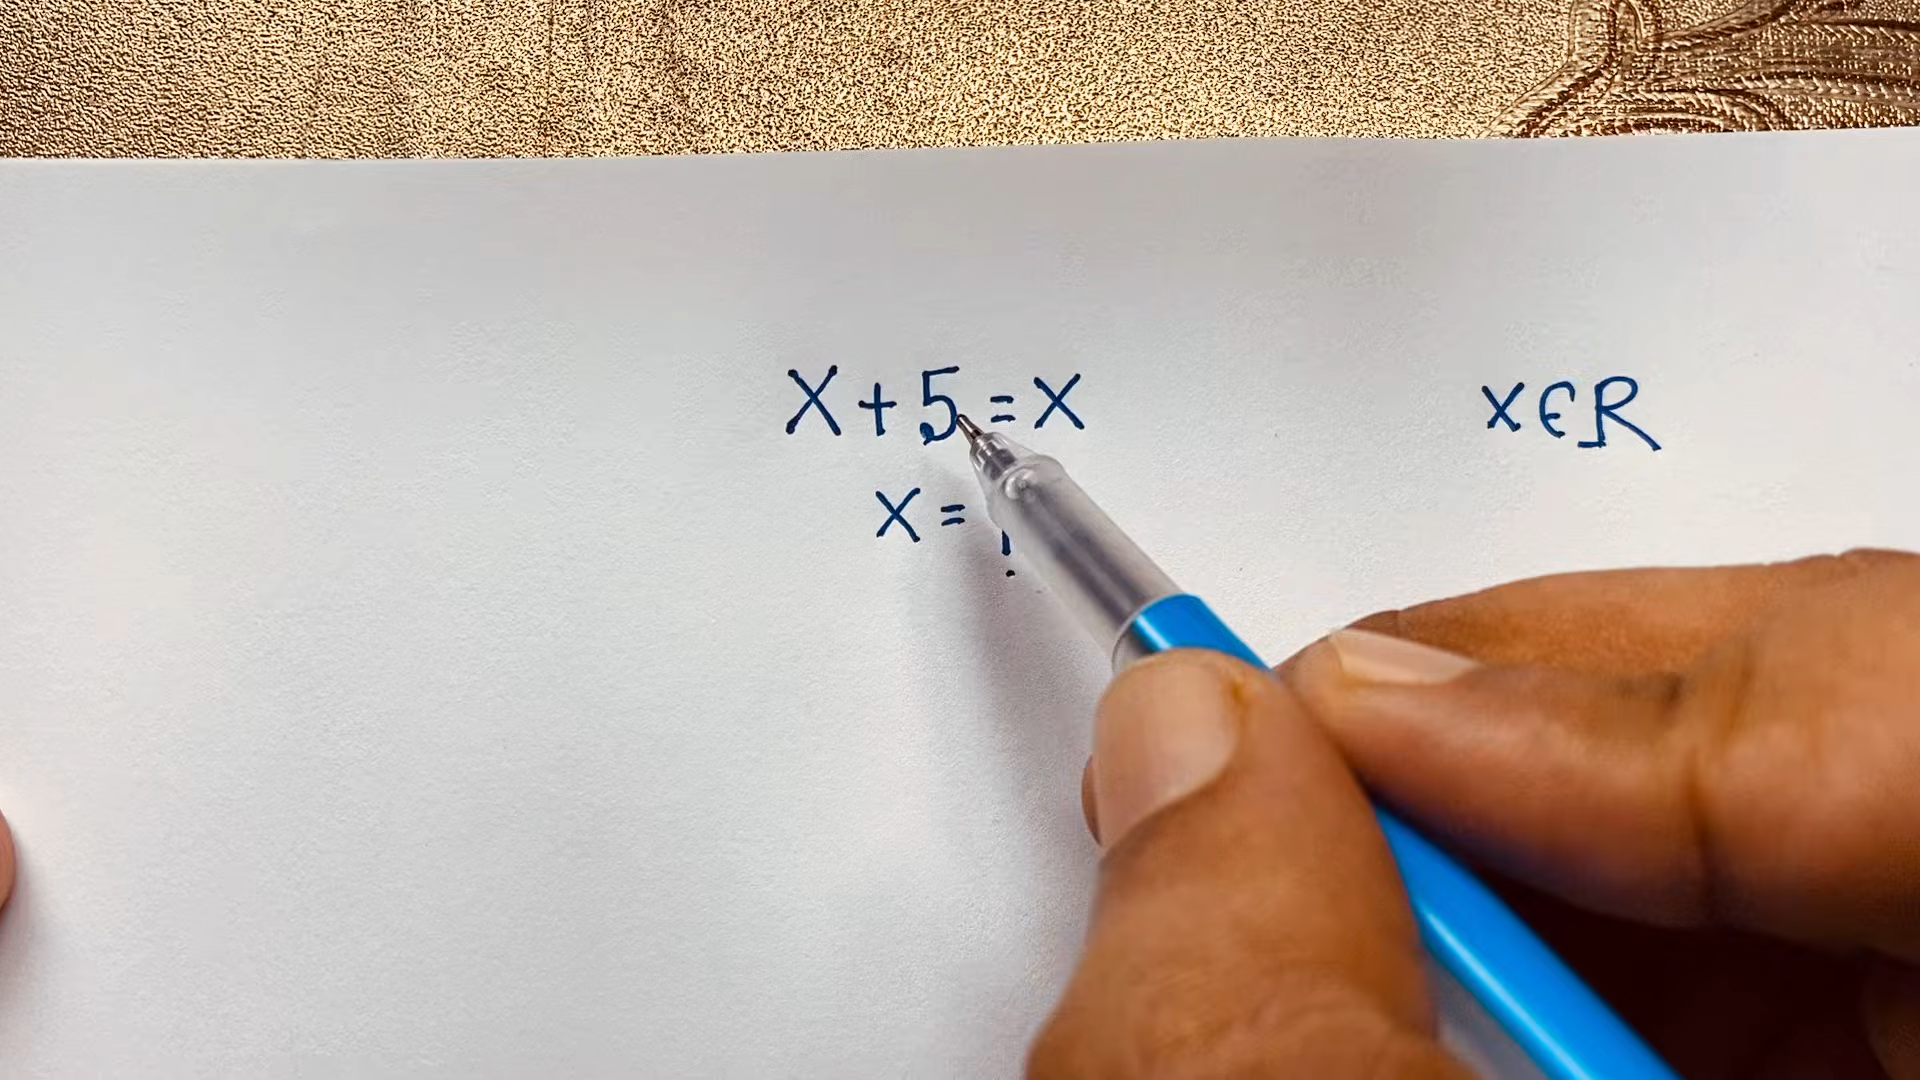 x + 5 = x x ∈ R
x = ?